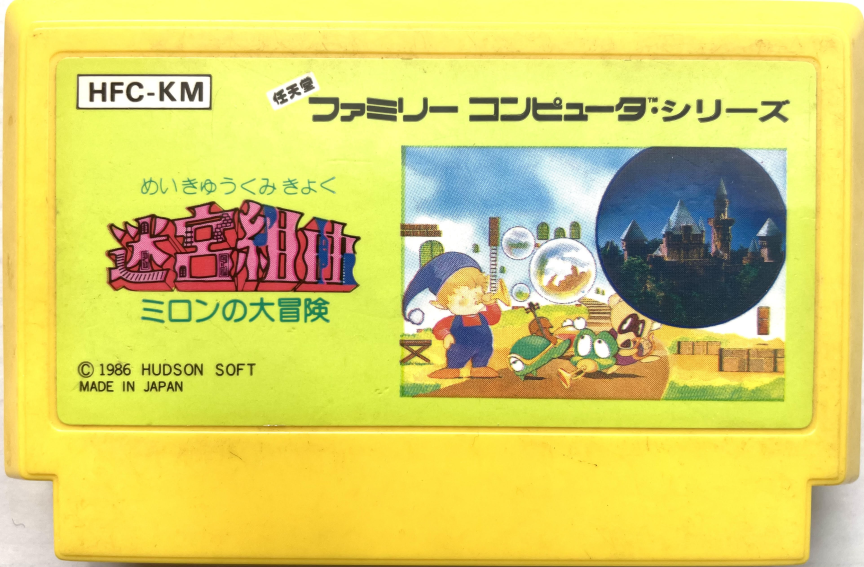 HFC-KM
任天堂
ファミリー コンピュータ™・シリーズ
めいきゅうくみきょく
迷宮組曲
ミロンの大冒険
© 1986 HUDSON SOFT
MADE IN JAPAN